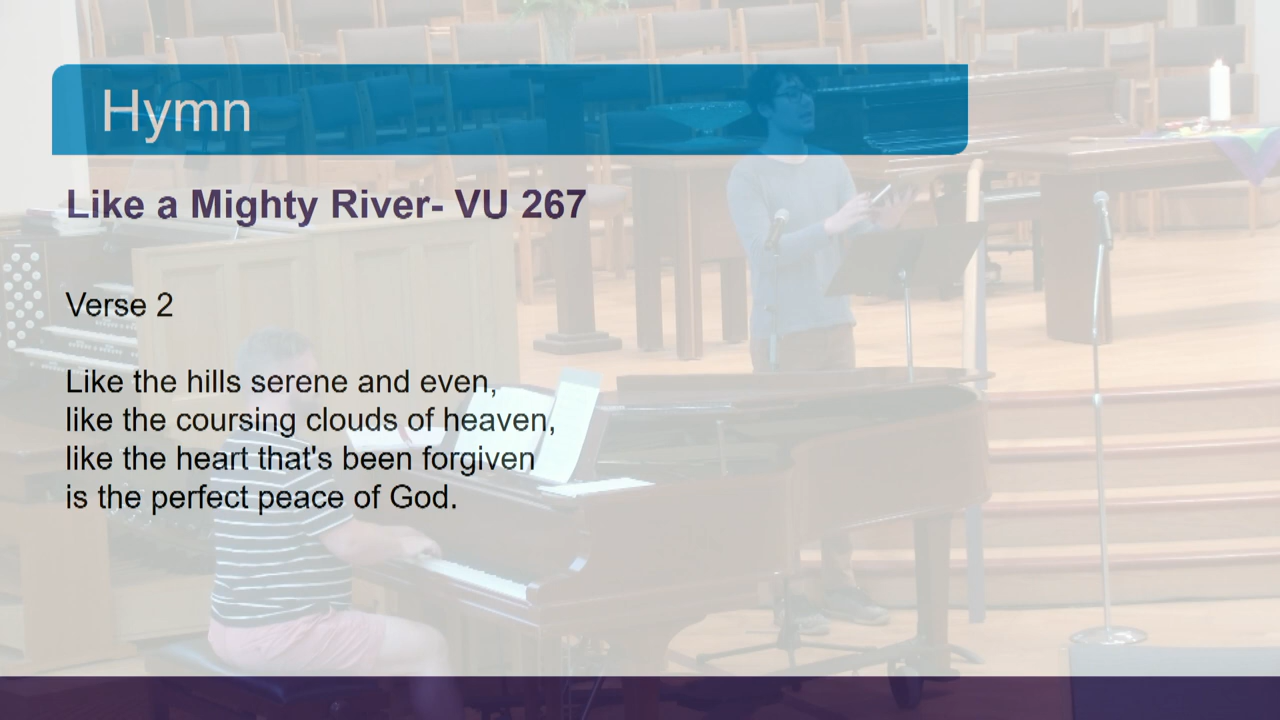 Hymn
Like a Mighty River- VU 267
Verse 2
Like the hills serene and even,
like the coursing clouds of heaven,
like the heart that's been forgiven
is the perfect peace of God.